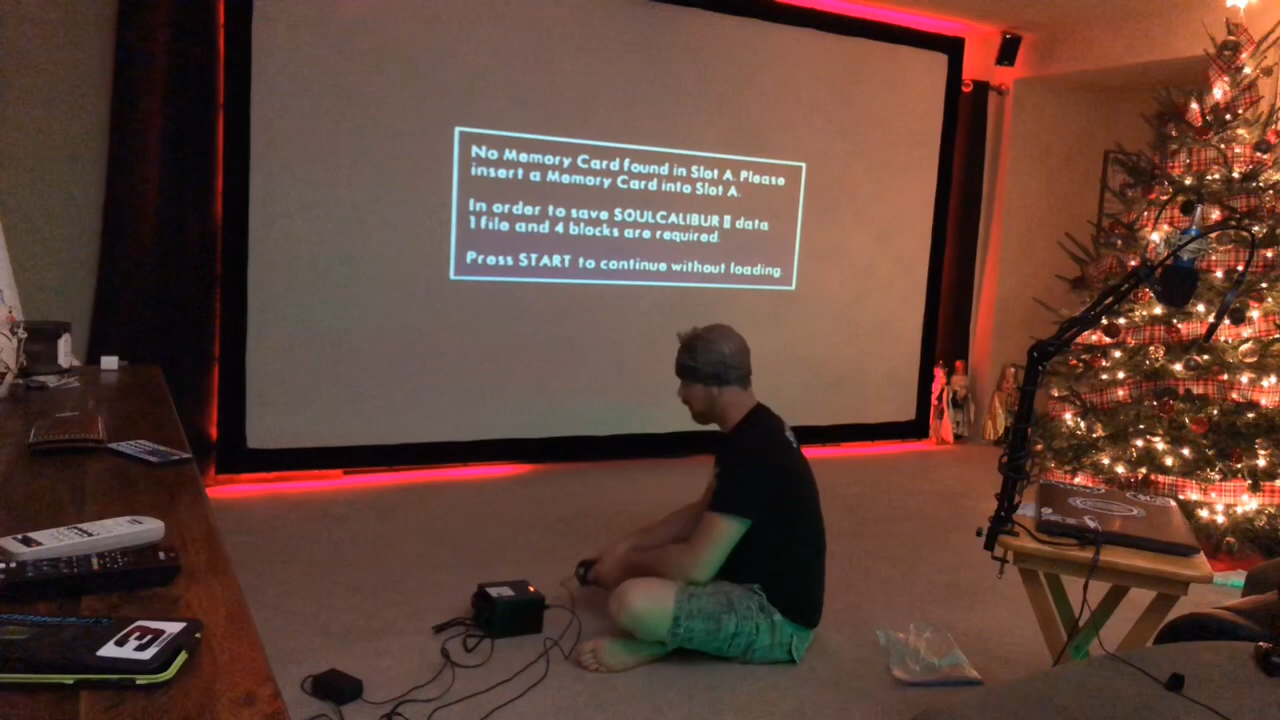 No Memory Card found in Slot A. Please
insert a Memory Card into Slot A.
In order to save SOULCALIBUR II data
1 file and 4 blocks are required.
Press START to continue without loading.
3